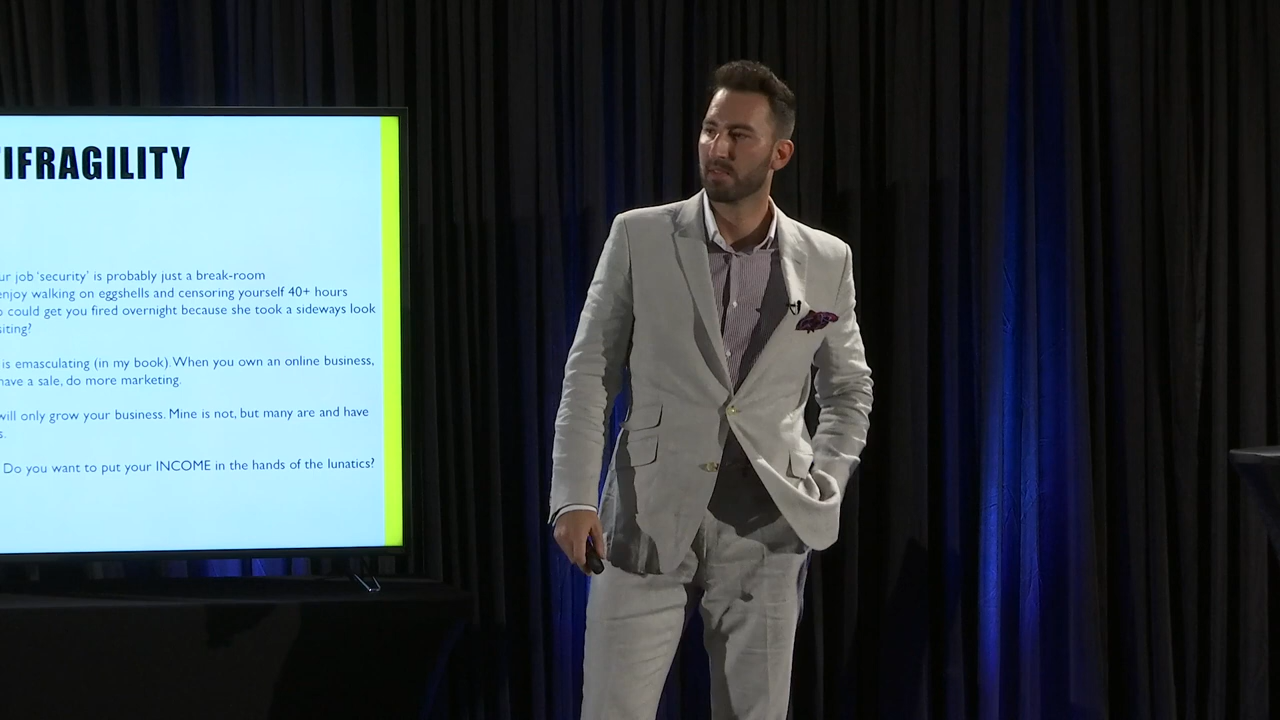 IFRAGILITY
ur job 'security' is probably just a break-room
enjoy walking on eggshells and censoring yourself 40+ hours
could get you fired overnight because she took a sideways look
siting?
is emasculating (in my book). When you own an online business,
have a sale, do more marketing.
will only grow your business. Mine is not, but many are and have
s.
Do you want to put your INCOME in the hands of the lunatics?